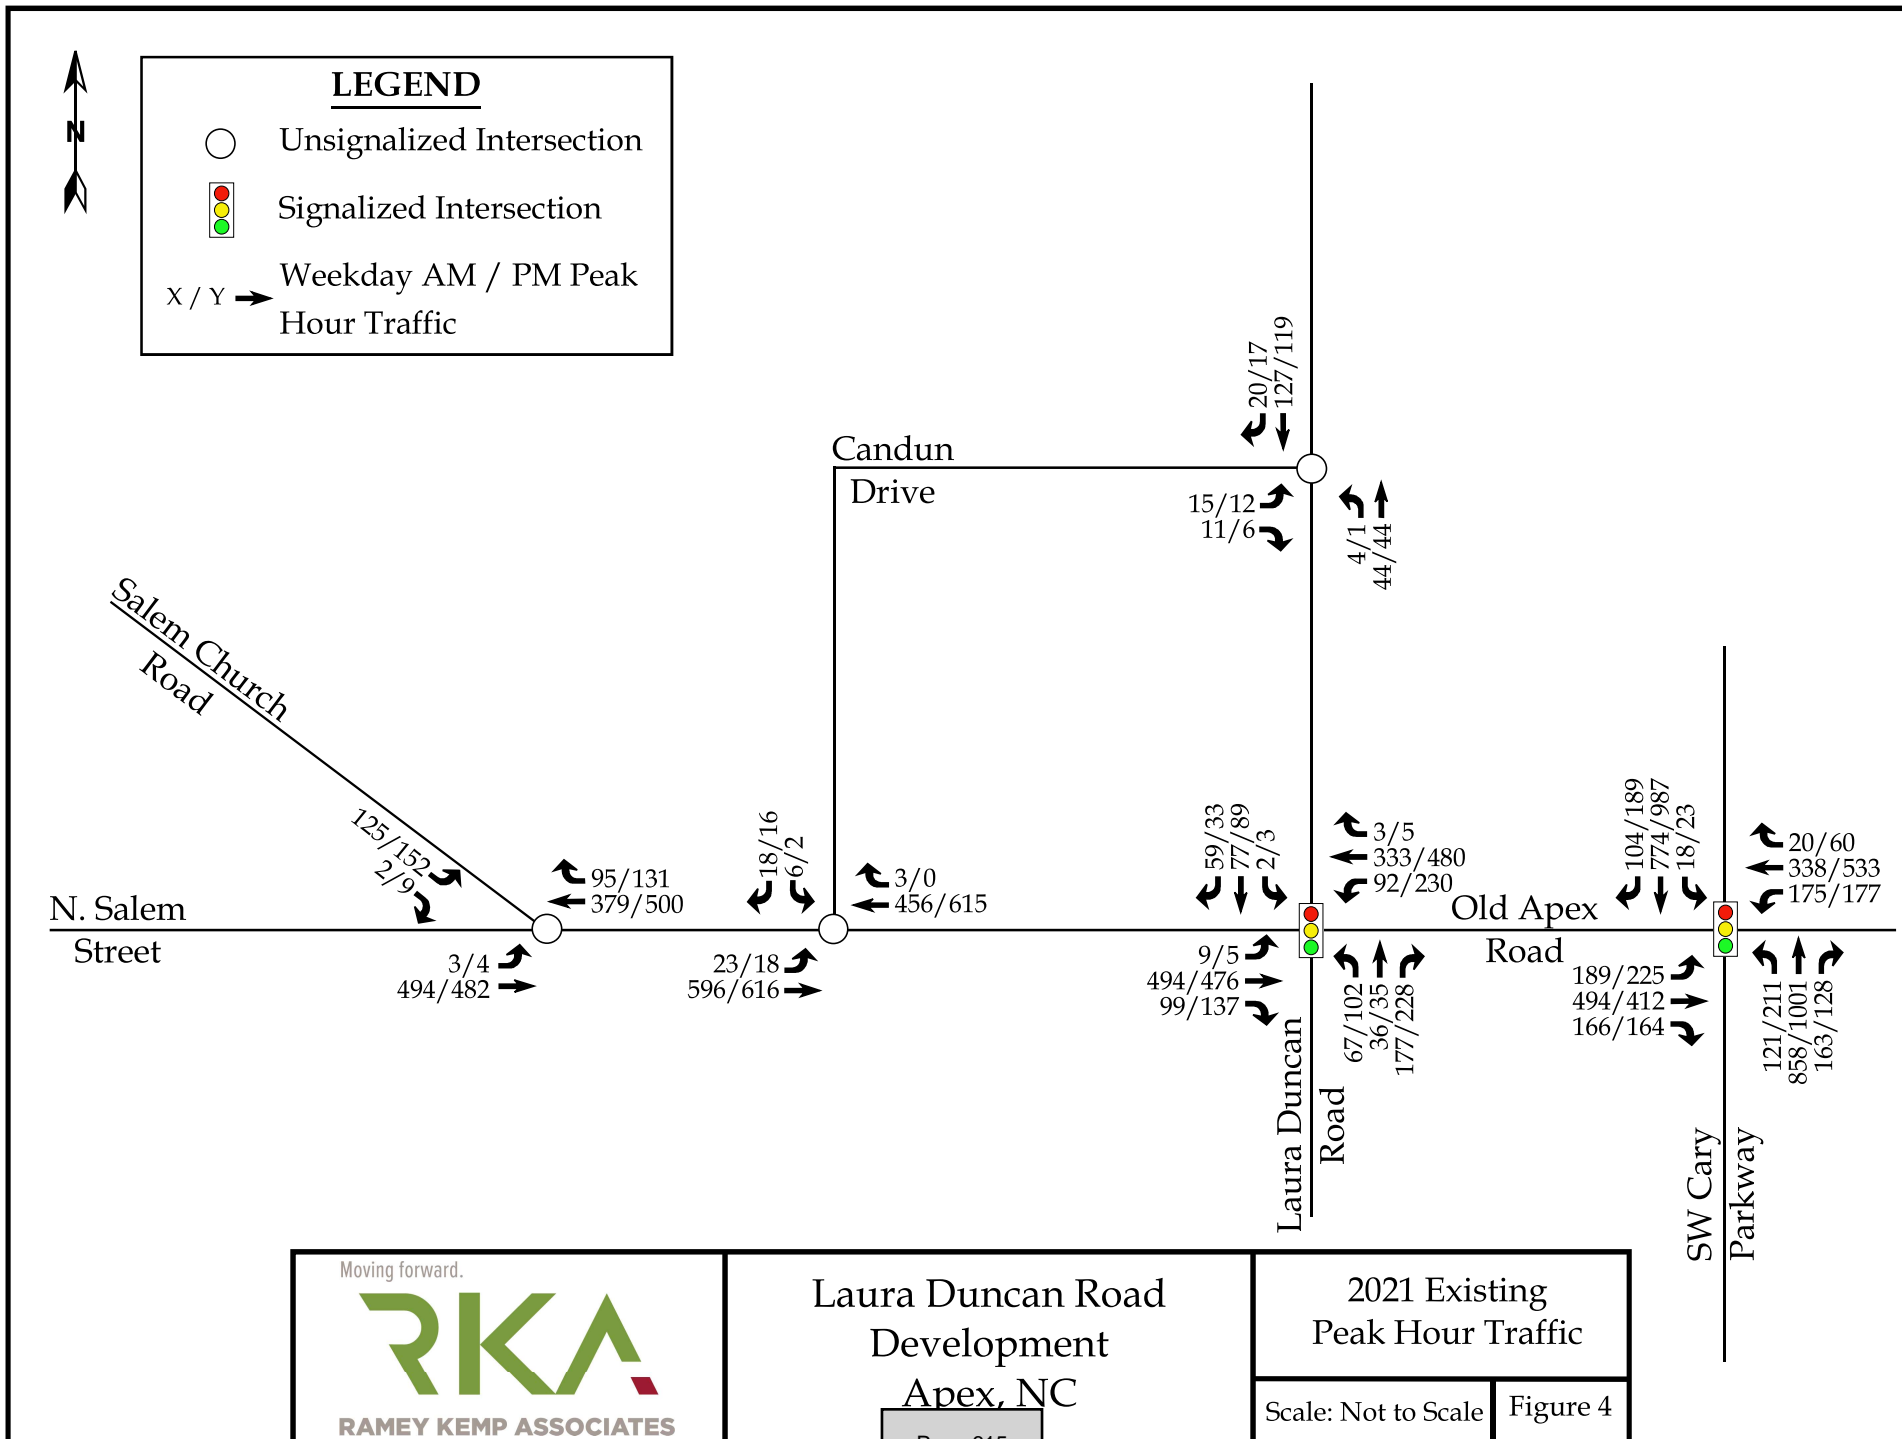 N
LEGEND
Unsignalized Intersection
Signalized Intersection
X / Y
Weekday AM / PM Peak
Hour Traffic
20/17
127/119
Candun
Drive
15/12
11/6
4/1
44/44
Salem Church
Road
125/152
2/9
N. Salem
Street
95/131
379/500
3/4
494/482
18/16
6/2
3/0
456/615
23/18
596/616
59/33
77/89
2/3
3/5
333/480
92/230
9/5
494/476
99/137
67/102
36/35
177/228
Laura Duncan
Road
Old Apex
Road
104/189
774/987
18/23
20/60
338/533
175/177
189/225
494/412
166/164
121/211
858/1001
163/128
SW Cary
Parkway
Moving forward.
RKA
RAMEY KEMP ASSOCIATES
Laura Duncan Road
Development
Apex, NC
2021 Existing
Peak Hour Traffic
Scale: Not to Scale
Figure 4